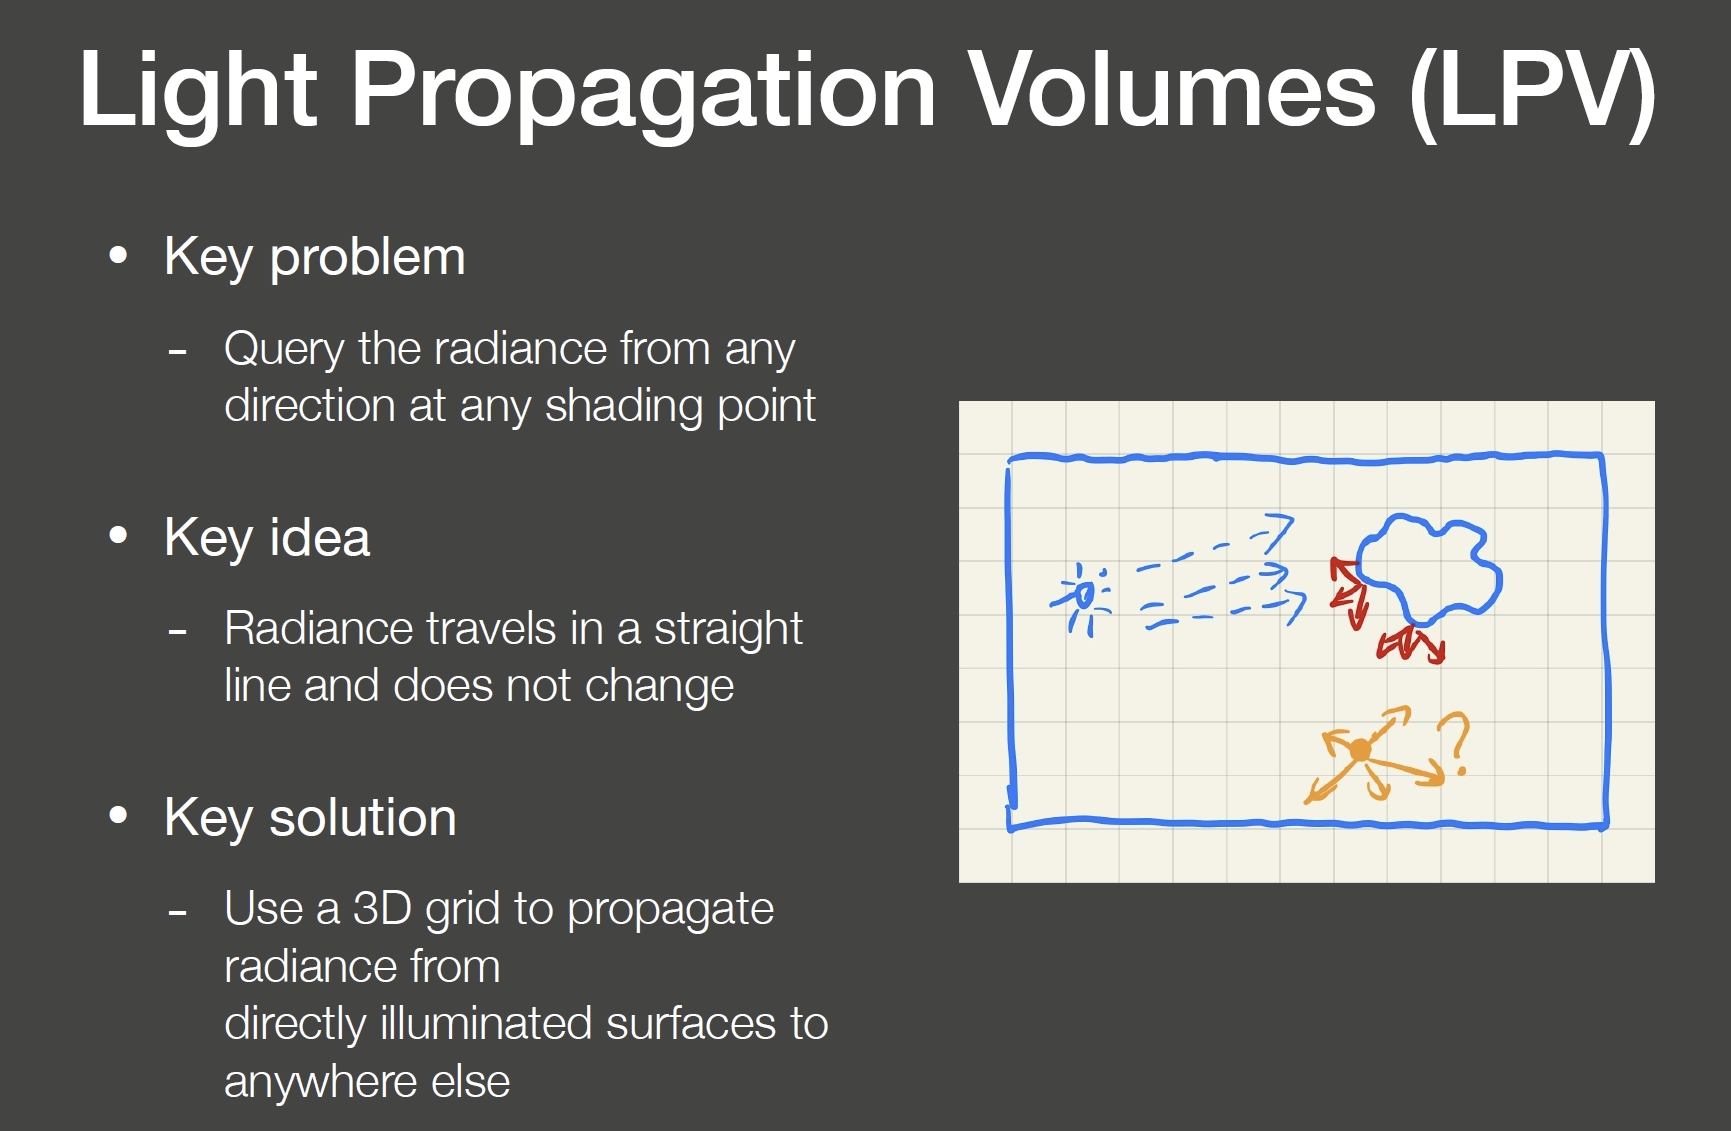 Light Propagation Volumes (LPV)
• Key problem
- Query the radiance from any
direction at any shading point
• Key idea
- Radiance travels in a straight
line and does not change
• Key solution
- Use a 3D grid to propagate
radiance from
directly illuminated surfaces to
anywhere else
?